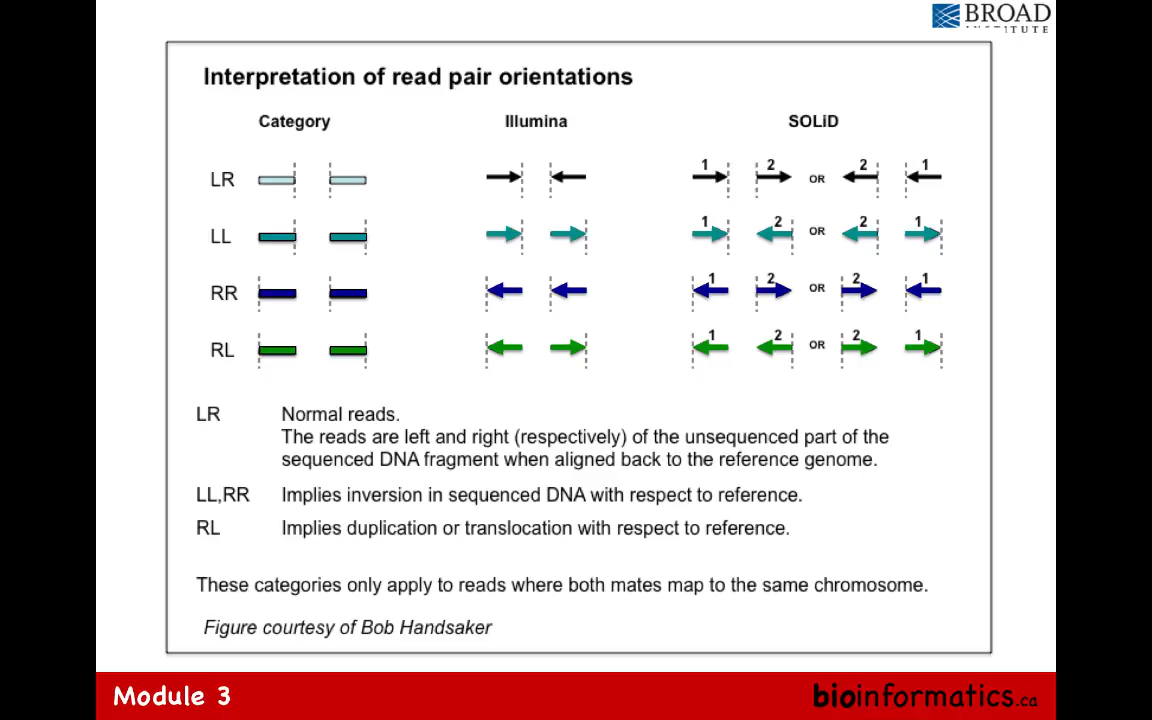 BROAD
INSTITUTE
Interpretation of read pair orientations
Category Illumina SOLiD
LR 1 2 OR 2 1
LL 1 2 OR 2 1
RR 1 2 OR 2 1
RL 1 2 OR 2 1
LR Normal reads.
The reads are left and right (respectively) of the unsequenced part of the
sequenced DNA fragment when aligned back to the reference genome.
LL,RR Implies inversion in sequenced DNA with respect to reference.
RL Implies duplication or translocation with respect to reference.
These categories only apply to reads where both mates map to the same chromosome.
Figure courtesy of Bob Handsaker
Module 3 bioinformatics.ca